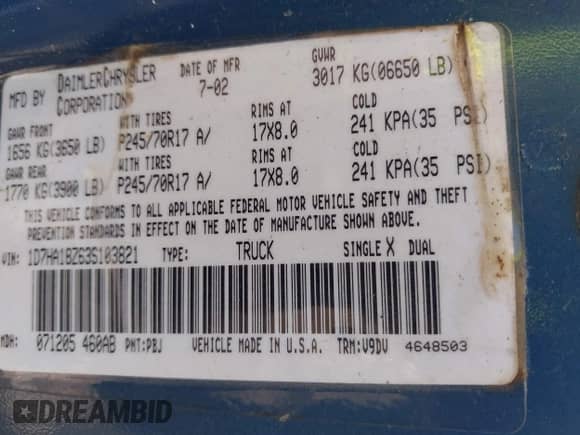 MFD BY DAIMLERCHRYSLER CORPORATION DATE OF MFR 7-02 GVWR 3017 KG(06650 LB)
GAWR FRONT WITH TIRES RIMS AT COLD
1656 KG(3650 LB) P245/70R17 A/ 17X8.0 241 KPA(35 PSI)
GAWR REAR WITH TIRES RIMS AT COLD
1770 KG(3900 LB) P245/70R17 A/ 17X8.0 241 KPA(35 PSI)
THIS VEHICLE CONFORMS TO ALL APPLICABLE FEDERAL MOTOR VEHICLE SAFETY AND THEFT
PREVENTION STANDARDS IN EFFECT ON THE DATE OF MANUFACTURE SHOWN ABOVE.
VIN: 1D7HA18Z63S103821 TYPE: TRUCK SINGLE X DUAL
MDH: 071205 460AB PNT:PBJ VEHICLE MADE IN U.S.A. TRM:V9DV 4648503
DREAMBID